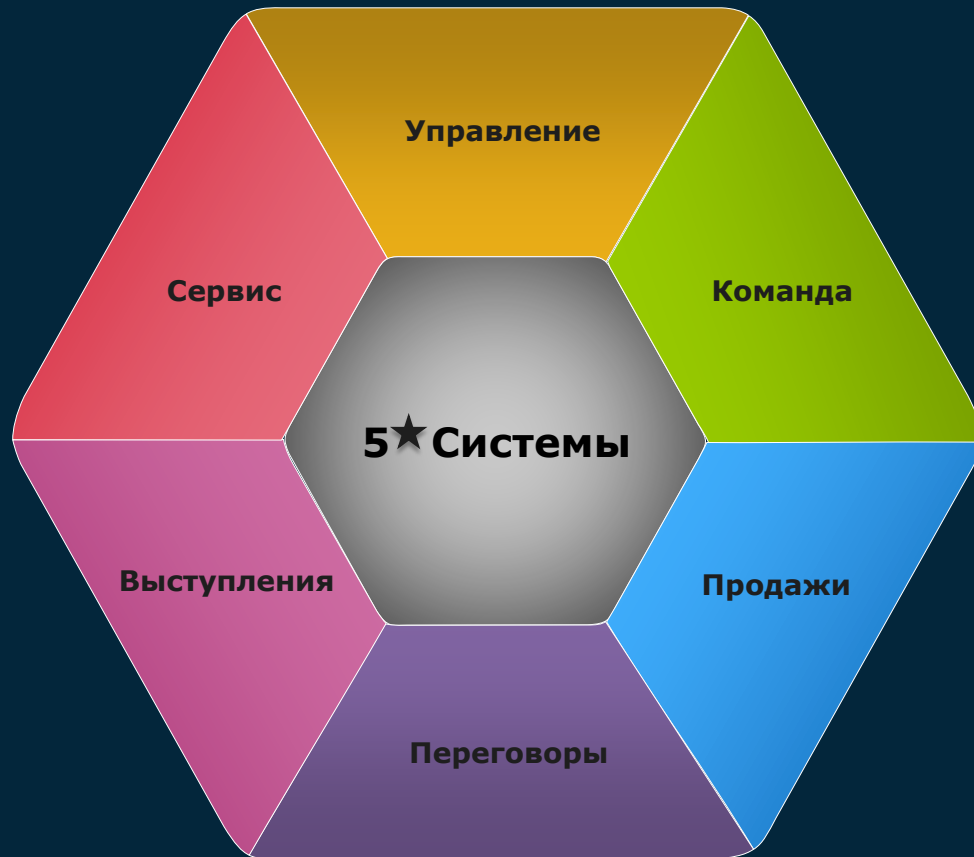 Управление
Сервис
Команда
5★Системы
Выступления
Продажи
Переговоры